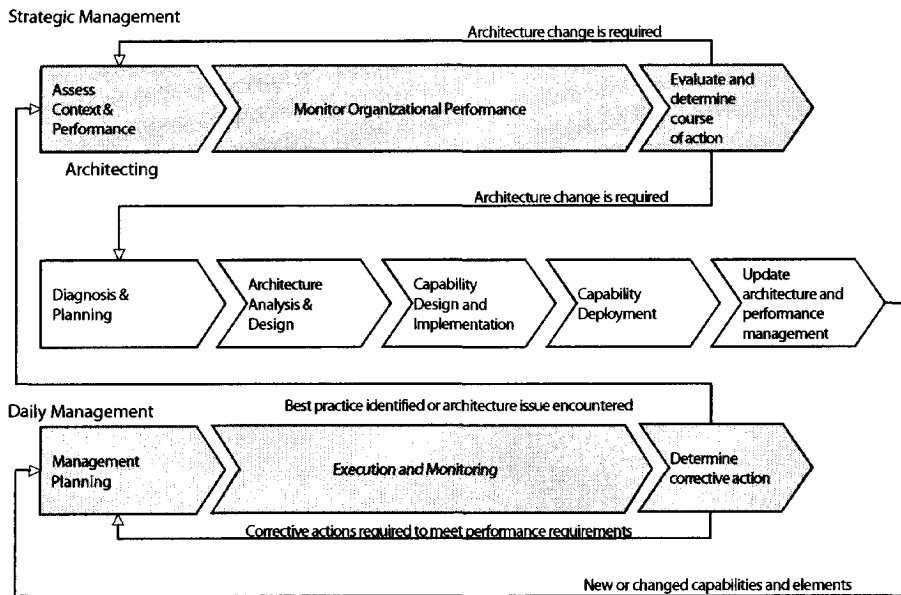 Strategic Management
Architecture change is required
Assess
Context &
Performance
Monitor Organizational Performance
Evaluate and
determine
course
of action
Architecting
Architecture change is required
Diagnosis &
Planning
Architecture
Analysis &
Design
Capability
Design and
Implementation
Capability
Deployment
Update
architecture and
performance
management
Daily Management
Best practice identified or architecture issue encountered
Management
Planning
Execution and Monitoring
Determine
corrective action
Corrective actions required to meet performance requirements
New or changed capabilities and elements